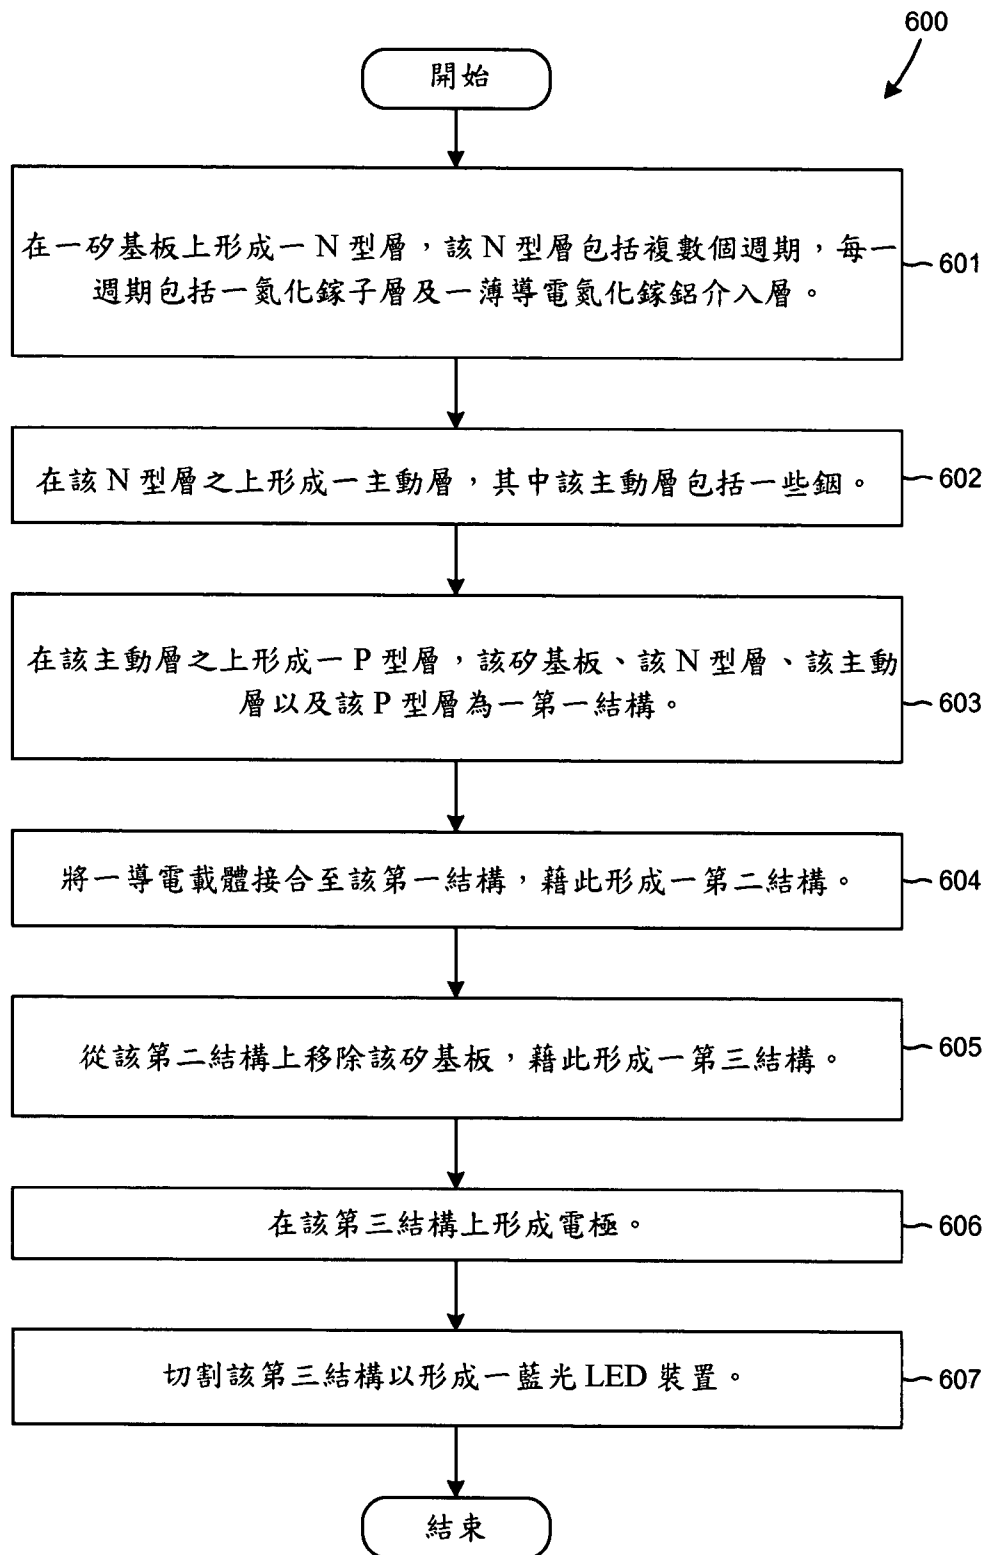 600
開始
在一矽基板上形成一 N 型層，該 N 型層包括複數個週期，每一
週期包括一氮化鎵子層及一薄導電氮化鎵鋁介入層。
601
在該 N 型層之上形成一主動層，其中該主動層包括一些銦。
602
在該主動層之上形成一 P 型層，該矽基板、該 N 型層、該主動
層以及該 P 型層為一第一結構。
603
將一導電載體接合至該第一結構，藉此形成一第二結構。
604
從該第二結構上移除該矽基板，藉此形成一第三結構。
605
在該第三結構上形成電極。
606
切割該第三結構以形成一藍光 LED 裝置。
607
結束